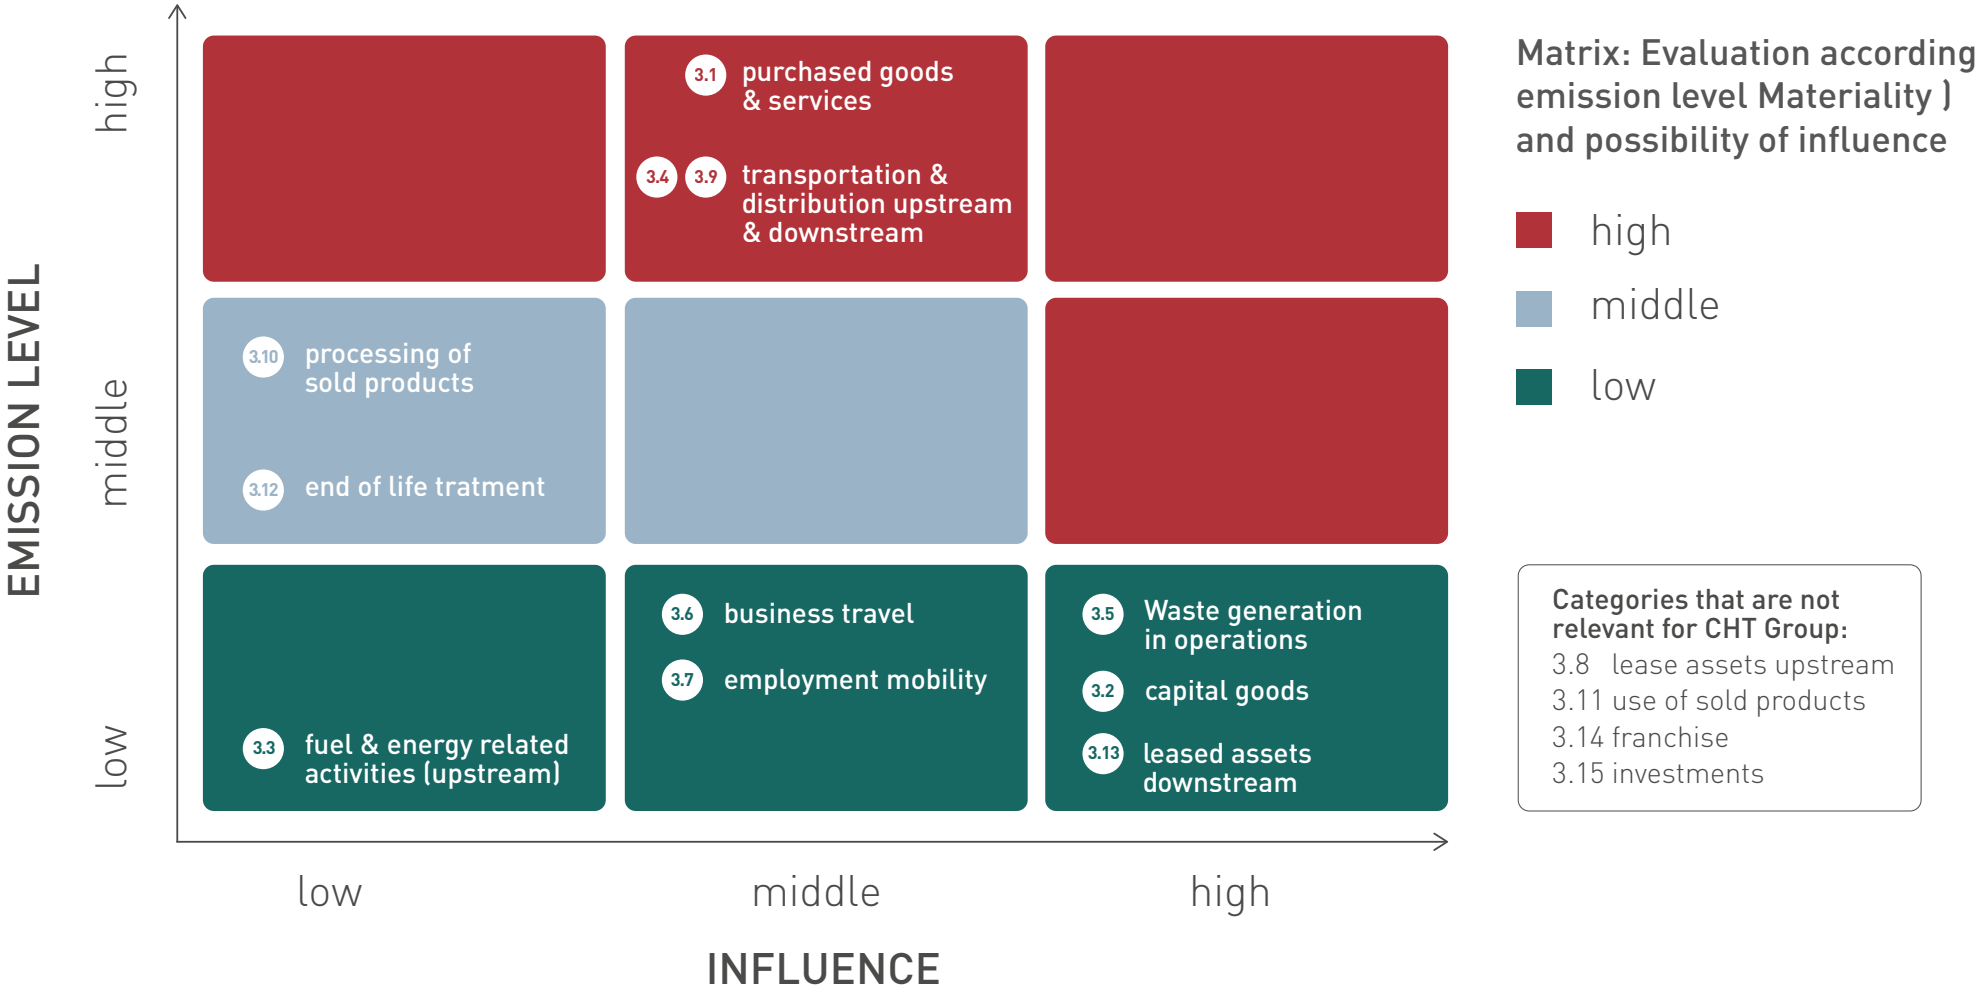 EMISSION LEVEL
high
middle
low
3.1 purchased goods
& services
3.4 3.9 transportation &
distribution upstream
& downstream
3.10 processing of
sold products
3.12 end of life tratment
3.3 fuel & energy related
activities (upstream)
3.6 business travel
3.7 employment mobility
3.5 Waste generation
in operations
3.2 capital goods
3.13 leased assets
downstream
low
middle
high
INFLUENCE
Matrix: Evaluation according
emission level Materiality )
and possibility of influence
high
middle
low
Categories that are not
relevant for CHT Group:
3.8 lease assets upstream
3.11 use of sold products
3.14 franchise
3.15 investments